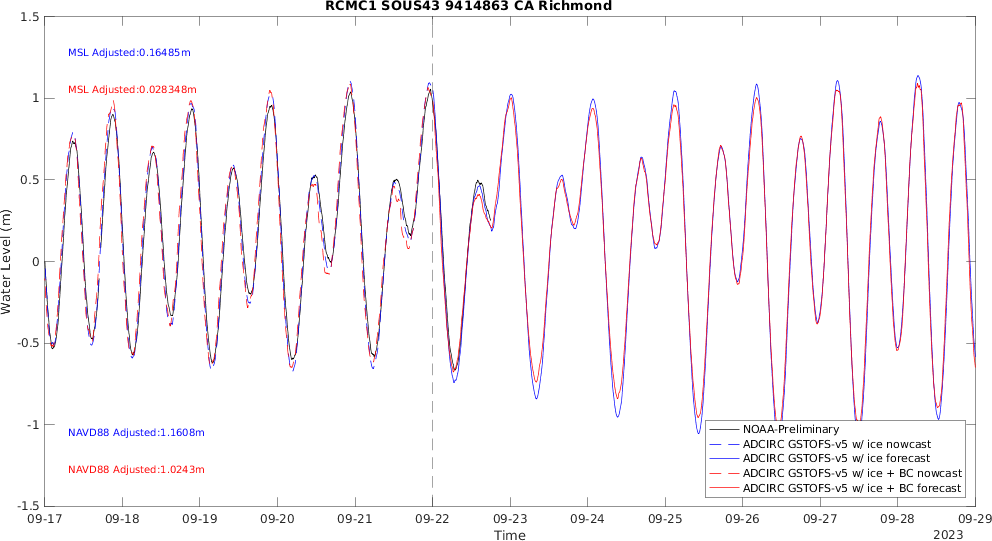 RCMC1 SOUS43 9414863 CA Richmond
1.5
1
0.5
0
-0.5
-1
-1.5
Water Level (m)
MSL Adjusted:0.16485m
MSL Adjusted:0.028348m
NAVD88 Adjusted:1.1608m
NAVD88 Adjusted:1.0243m
NOAA-Preliminary
ADCIRC GSTOFS-v5 w/ ice nowcast
ADCIRC GSTOFS-v5 w/ ice forecast
ADCIRC GSTOFS-v5 w/ ice + BC nowcast
ADCIRC GSTOFS-v5 w/ ice + BC forecast
09-17 09-18 09-19 09-20 09-21 09-22 09-23 09-24 09-25 09-26 09-27 09-28 09-29
Time
2023